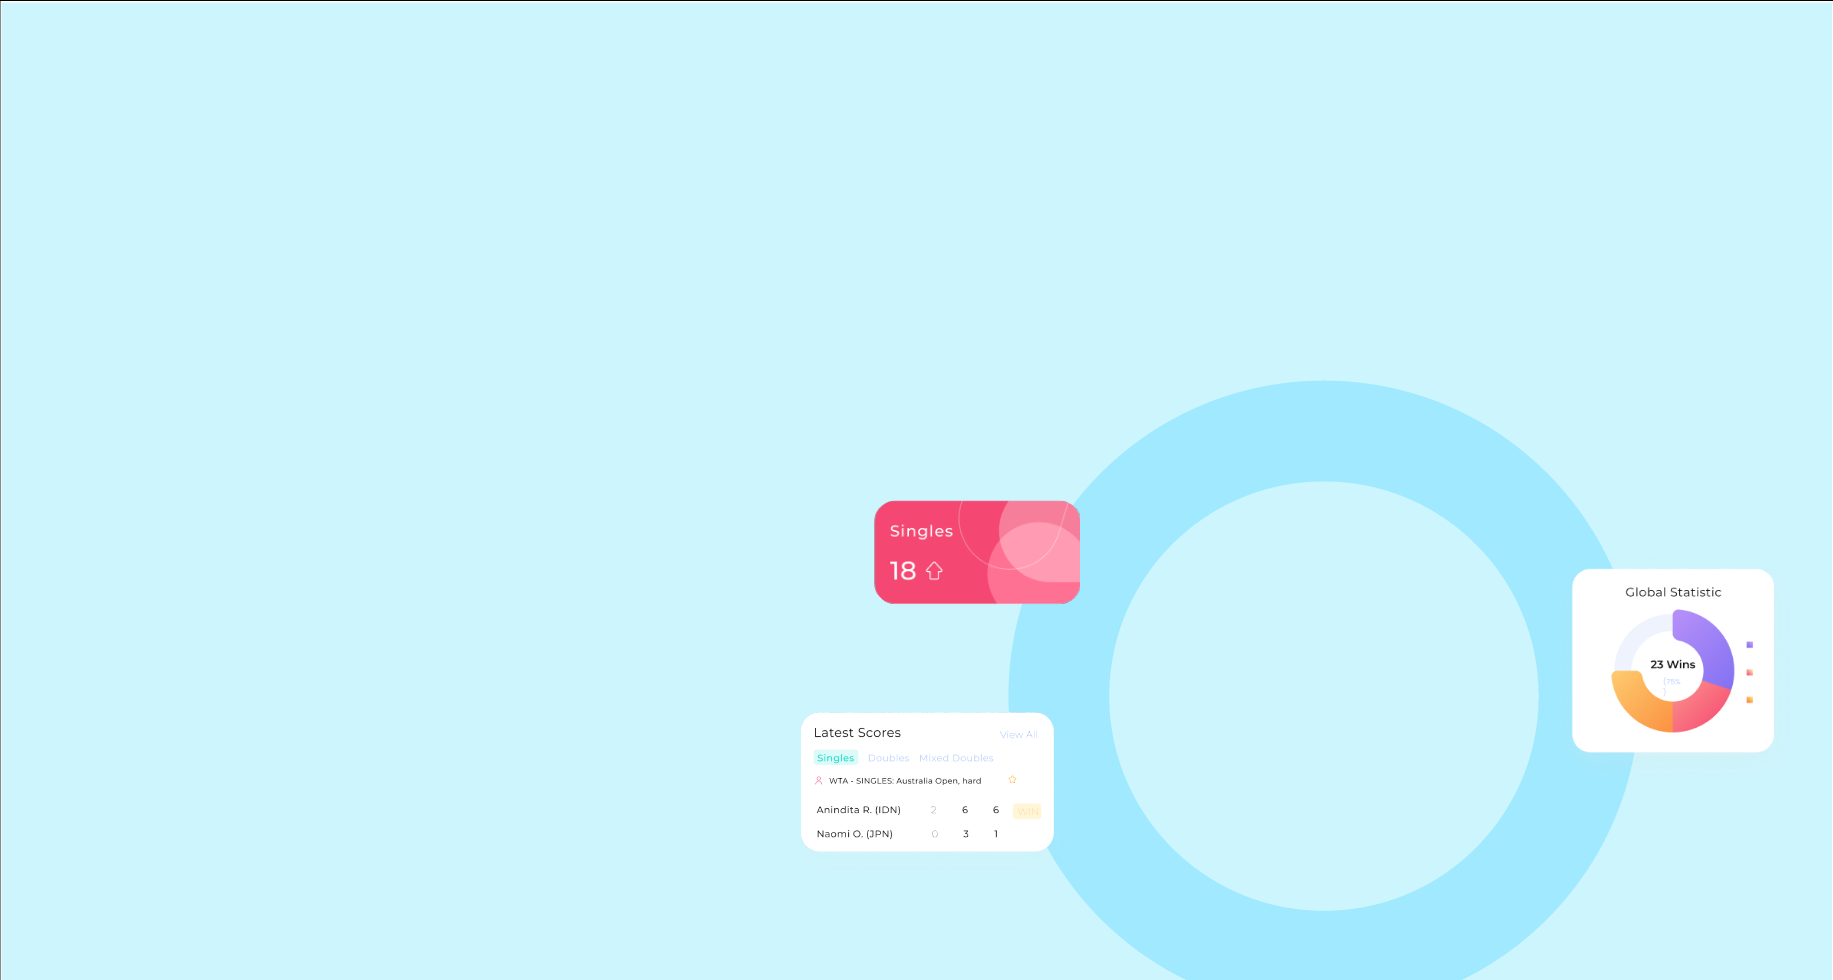 Singles
18
Global Statistic
23 Wins
(75%
)
Latest Scores
View All
Singles Doubles Mixed Doubles
WTA - SINGLES: Australia Open, hard
Anindita R. (IDN) 2 6 6 WIN
Naomi O. (JPN) 0 3 1